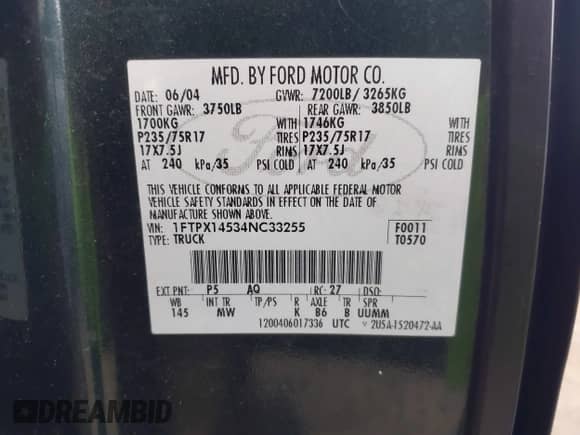 MFD. BY FORD MOTOR CO.
DATE: 06/04 GVWR: 7200LB/ 3265KG
FRONT GAWR: 3750LB REAR GAWR: 3850LB
1700KG WITH 1746KG WITH
P235/75R17 TIRES P235/75R17 TIRES
17X7.5J RIMS 17X7.5J RIMS
AT 240 kPa/35 PSI COLD AT 240 kPa/35 PSI COLD
Ford
THIS VEHICLE CONFORMS TO ALL APPLICABLE FEDERAL MOTOR
VEHICLE SAFETY STANDARDS IN EFFECT ON THE DATE OF
MANUFACTURE SHOWN ABOVE.
VIN: 1FTPX14534NC33255 F0011
TYPE: TRUCK T0570
EXT PNT: P5 AQ RC: 27 DSO:
WB INT TR TP/PS R AXLE TR SPR
145 MW K B6 B UUMM
1200406017336 UTC V 2U5A-1520472-AA
DREAMBID